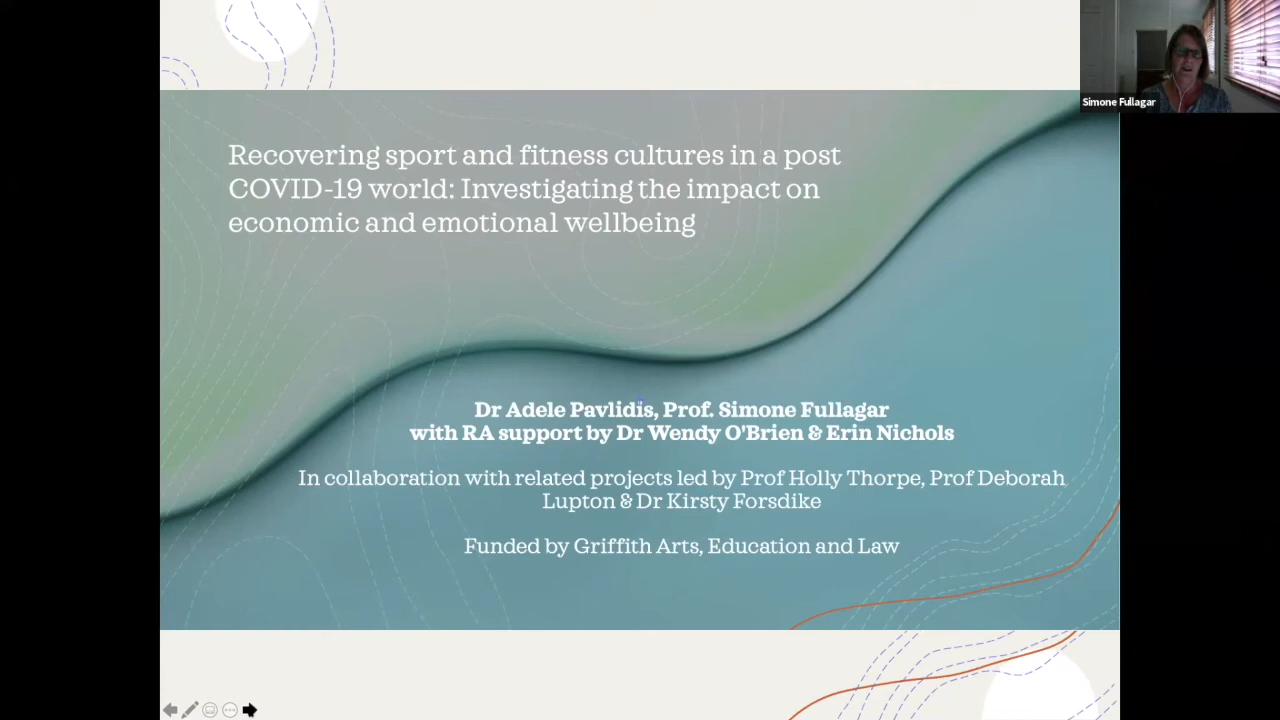 Simone Fullagar
Recovering sport and fitness cultures in a post
COVID-19 world: Investigating the impact on
economic and emotional wellbeing
Dr Adele Pavlidis, Prof. Simone Fullagar
with RA support by Dr Wendy O'Brien & Erin Nichols
In collaboration with related projects led by Prof Holly Thorpe, Prof Deborah
Lupton & Dr Kirsty Forsdike
Funded by Griffith Arts, Education and Law